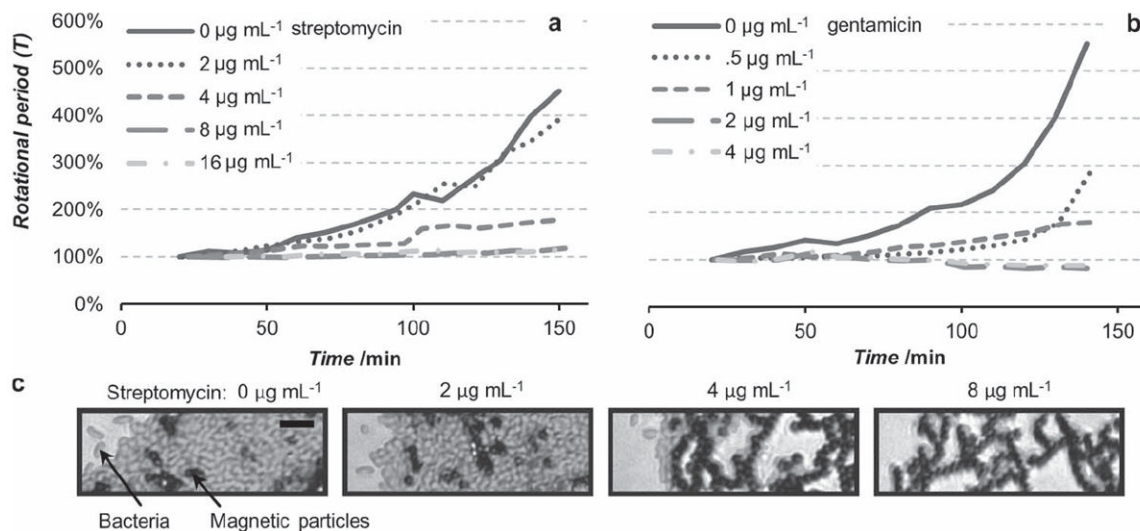 600%
500%
400%
300%
200%
100%
0%
Rotational period (T)
0 µg mL-1 streptomycin
2 µg mL-1
4 µg mL-1
8 µg mL-1
16 µg mL-1
a
0
50
100
150
Time /min
0 µg mL-1 gentamicin
.5 µg mL-1
1 µg mL-1
2 µg mL-1
4 µg mL-1
b
0
50
100
150
Time /min
c
Streptomycin: 0 µg mL-1
2 µg mL-1
4 µg mL-1
8 µg mL-1
Bacteria
Magnetic particles